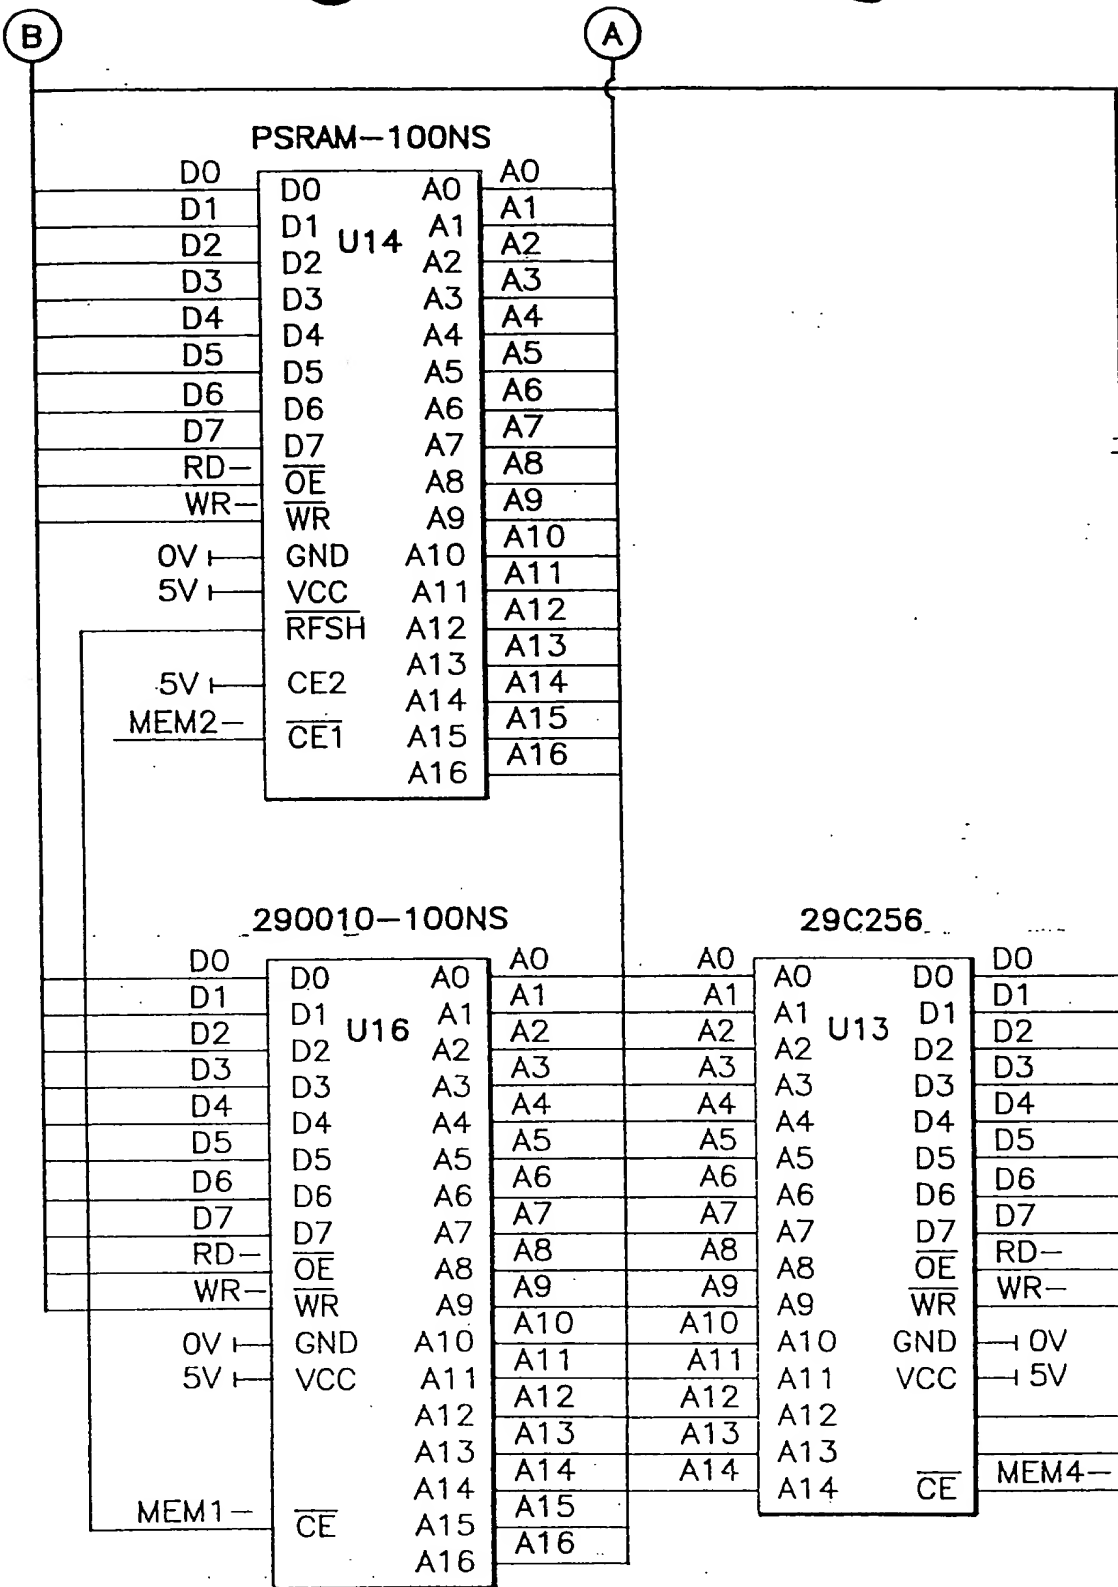 B A
PSRAM-100NS
D0 D0 A0 A0
D1 D1 U14 A1 A1
D2 D2 A2 A2
D3 D3 A3 A3
D4 D4 A4 A4
D5 D5 A5 A5
D6 D6 A6 A6
D7 D7 A7 A7
RD- OE A8 A8
WR- WR A9 A9
0V GND A10 A10
5V VCC A11 A11
RFSH A12 A12
A13 A13
5V CE2 A14 A14
MEM2- CE1 A15 A15
A16 A16
290010-100NS 29C256
D0 D0 A0 A0 A0 A0 D0 D0
D1 D1 U16 A1 A1 A1 A1 U13 D1 D1
D2 D2 A2 A2 A2 A2 D2 D2
D3 D3 A3 A3 A3 A3 D3 D3
D4 D4 A4 A4 A4 A4 D4 D4
D5 D5 A5 A5 A5 A5 D5 D5
D6 D6 A6 A6 A6 A6 D6 D6
D7 D7 A7 A7 A7 A7 D7 D7
RD- OE A8 A8 A8 A8 OE RD-
WR- WR A9 A9 A9 A9 WR WR-
0V GND A10 A10 A10 A10 GND 0V
5V VCC A11 A11 A11 A11 VCC 5V
A12 A12 A12 A12
A13 A13 A13 A13
A14 A14 A14 A14 CE MEM4-
MEM1- CE A15 A15
A16 A16